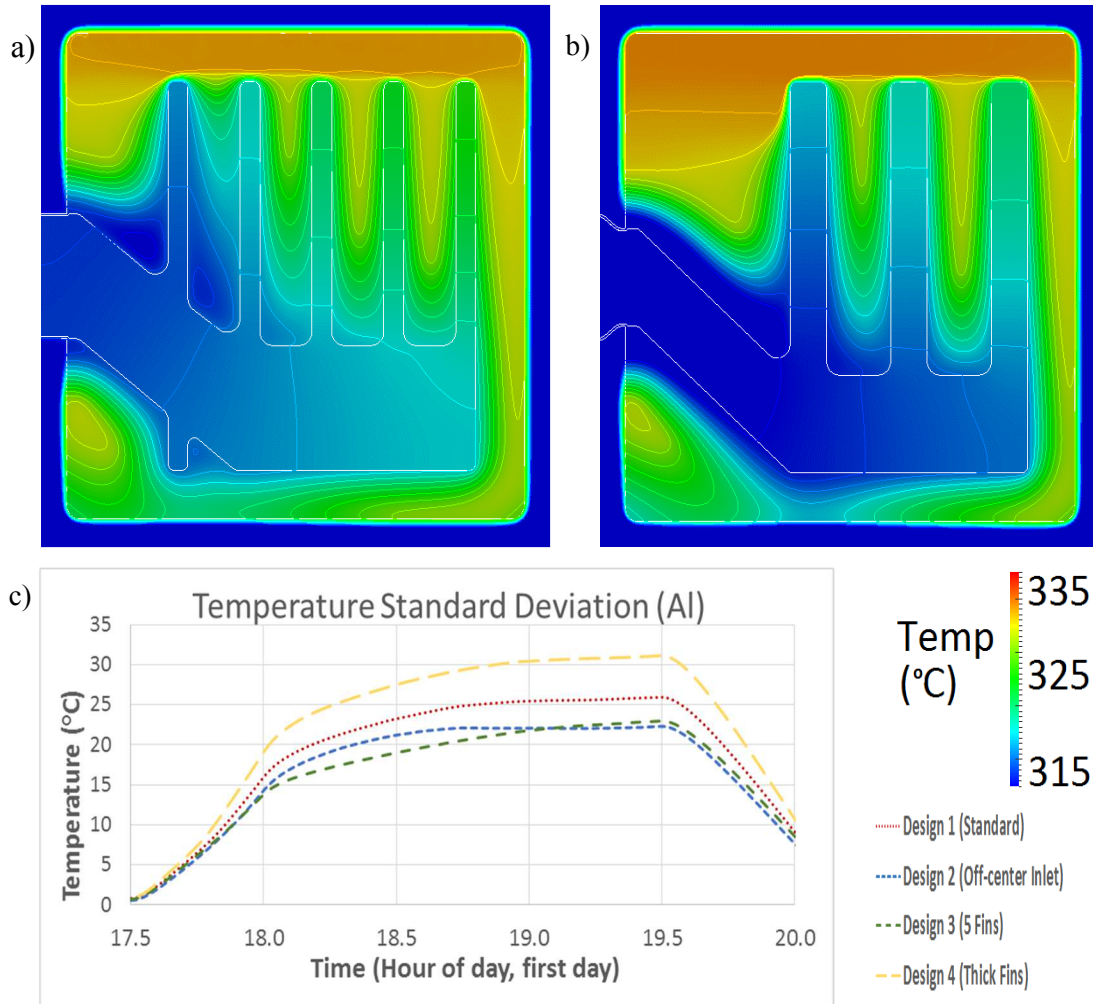 a)
b)
c)
Temperature Standard Deviation (Al)
35
30
25
20
15
10
5
0
Temperature (°C)
17.5 18.0 18.5 19.0 19.5 20.0
Time (Hour of day, first day)
Temp
(°C)
335
325
315
Design 1 (Standard)
Design 2 (Off-center Inlet)
Design 3 (5 Fins)
Design 4 (Thick Fins)